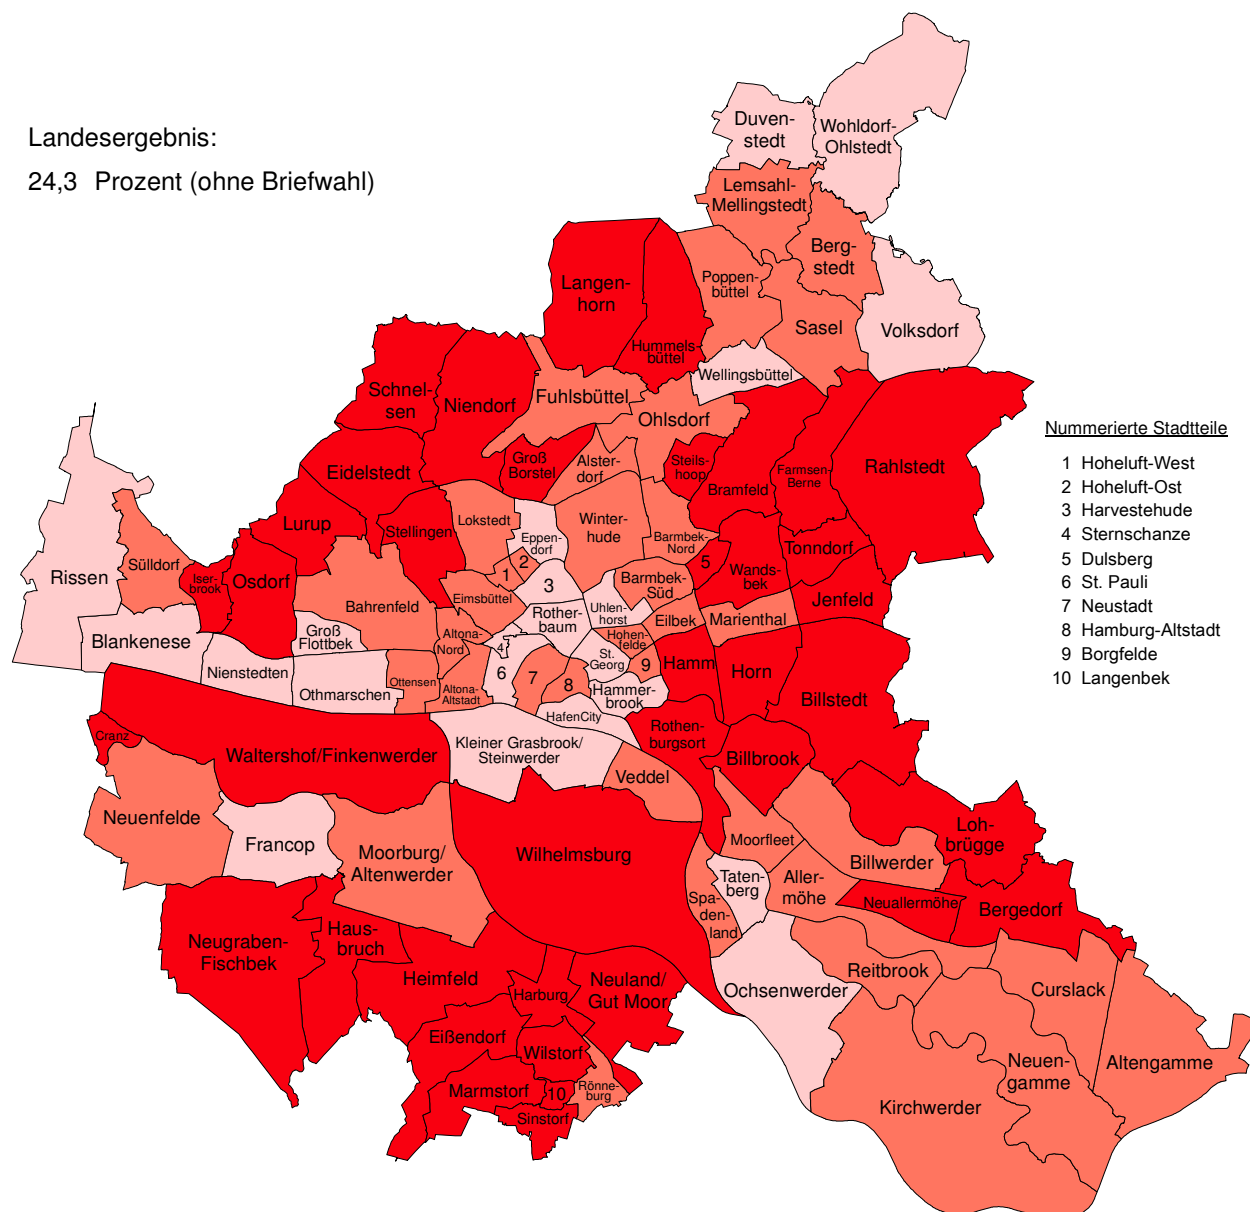 Landesergebnis:
24,3 Prozent (ohne Briefwahl)
Duven-
stedt
Wohldorf-
Ohlstedt
Lemsahl-
Mellingstedt
Berg-
stedt
Poppen-
büttel
Sasel
Volksdorf
Langen-
horn
Hummels-
büttel
Wellingsbüttel
Schnel-
sen
Niendorf
Fuhlsbüttel
Ohlsdorf
Groß
Borstel
Alster-
dorf
Steils-
hoop
Bramfeld
Farmsen-
Berne
Rahlstedt
Eidelstedt
Lurup
Stellingen
Lokstedt
Eppen-
dorf
Winter-
hude
Barmbek-
Nord
5
Wands-
bek
Tonndorf
Jenfeld
Rissen
Sülldorf
Iser-
brook
Osdorf
Bahrenfeld
Eimsbüttel
1
2
3
Barmbek-
Süd
Uhlen-
horst
Eilbek
Marienthal
Blankenese
Groß
Flottbek
Nienstedten
Othmarschen
Altona-
Nord
Ottensen
Altona-
Altstadt
4
Rother-
baum
6
7
8
St.
Georg
Hohen-
felde
9
Hamm
Horn
Billstedt
Hammer-
brook
HafenCity
Rothen-
burgsort
Billbrook
Cranz
Waltershof/Finkenwerder
Kleiner Grasbrook/
Steinwerder
Veddel
Neuenfelde
Francop
Moorburg/
Altenwerder
Wilhelmsburg
Moorfleet
Billwerder
Loh-
brügge
Taten-
berg
Aller-
möhe
Neuallermöhe
Bergedorf
Spa-
den-
land
Neugraben-
Fischbek
Haus-
bruch
Heimfeld
Harburg
Neuland/
Gut Moor
Ochsenwerder
Reitbrook
Curslack
Eißendorf
Wilstorf
Marmstorf
10
Rönne-
burg
Sinstorf
Neuen-
gamme
Altengamme
Kirchwerder
Nummerierte Stadtteile
1 Hoheluft-West
2 Hoheluft-Ost
3 Harvestehude
4 Sternschanze
5 Dulsberg
6 St. Pauli
7 Neustadt
8 Hamburg-Altstadt
9 Borgfelde
10 Langenbek